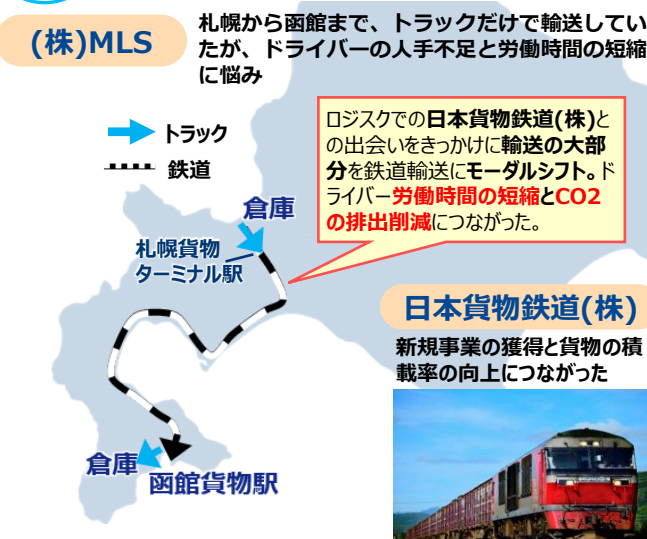 (株)MLS
札幌から函館まで、トラックだけで輸送してい
たが、ドライバーの人手不足と労働時間の短縮
に悩み
トラック
鉄道
ロジスクでの日本貨物鉄道(株)と
の出会いをきっかけに輸送の大部
分を鉄道輸送にモーダルシフト。ド
ライバー労働時間の短縮とCO2
の排出削減につながった。
倉庫
札幌貨物
ターミナル駅
日本貨物鉄道(株)
新規事業の獲得と貨物の積
載率の向上につながった
倉庫
函館貨物駅